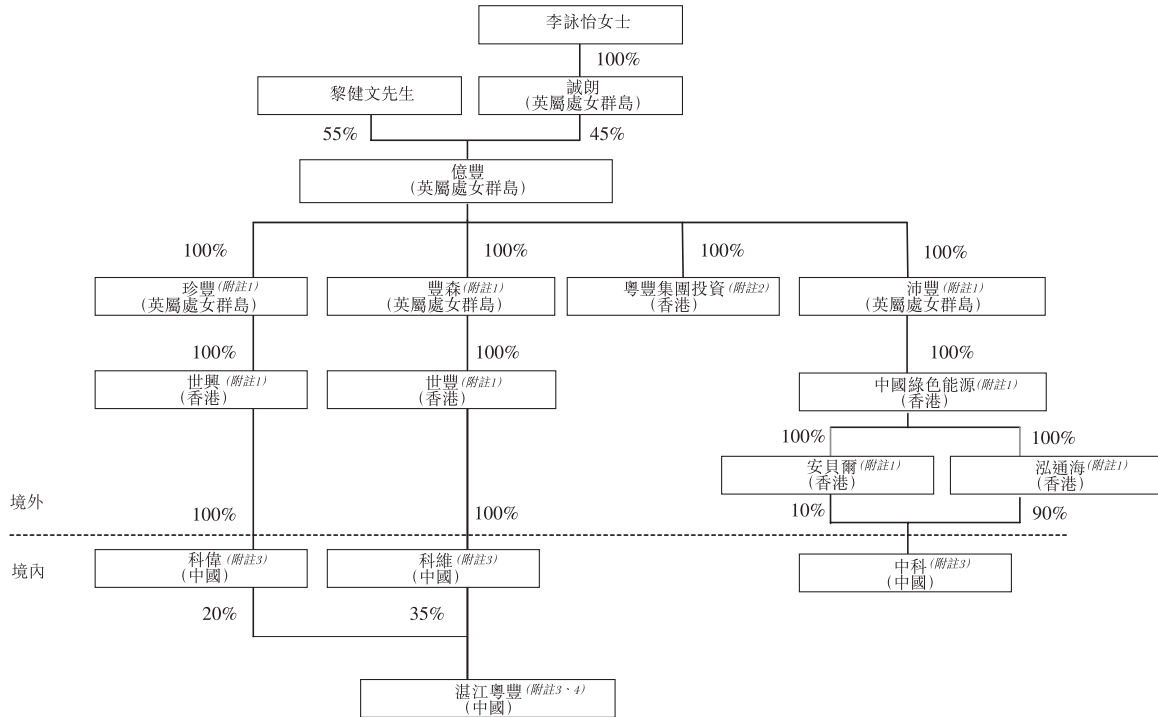 李詠怡女士
100%
黎健文先生
誠朗
(英屬處女群島)
55%
45%
億豐
(英屬處女群島)
100%
100%
100%
100%
珍豐(附註1)
(英屬處女群島)
豐森(附註1)
(英屬處女群島)
粵豐集團投資(附註2)
(香港)
沛豐(附註1)
(英屬處女群島)
100%
100%
100%
世興(附註1)
(香港)
世豐(附註1)
(香港)
中國綠色能源(附註1)
(香港)
100%
100%
安貝爾(附註1)
(香港)
泓通海(附註1)
(香港)
境外
100%
100%
10%
90%
境內
科偉(附註3)
(中國)
科維(附註3)
(中國)
中科(附註3)
(中國)
20%
35%
湛江粵豐(附註3、4)
(中國)